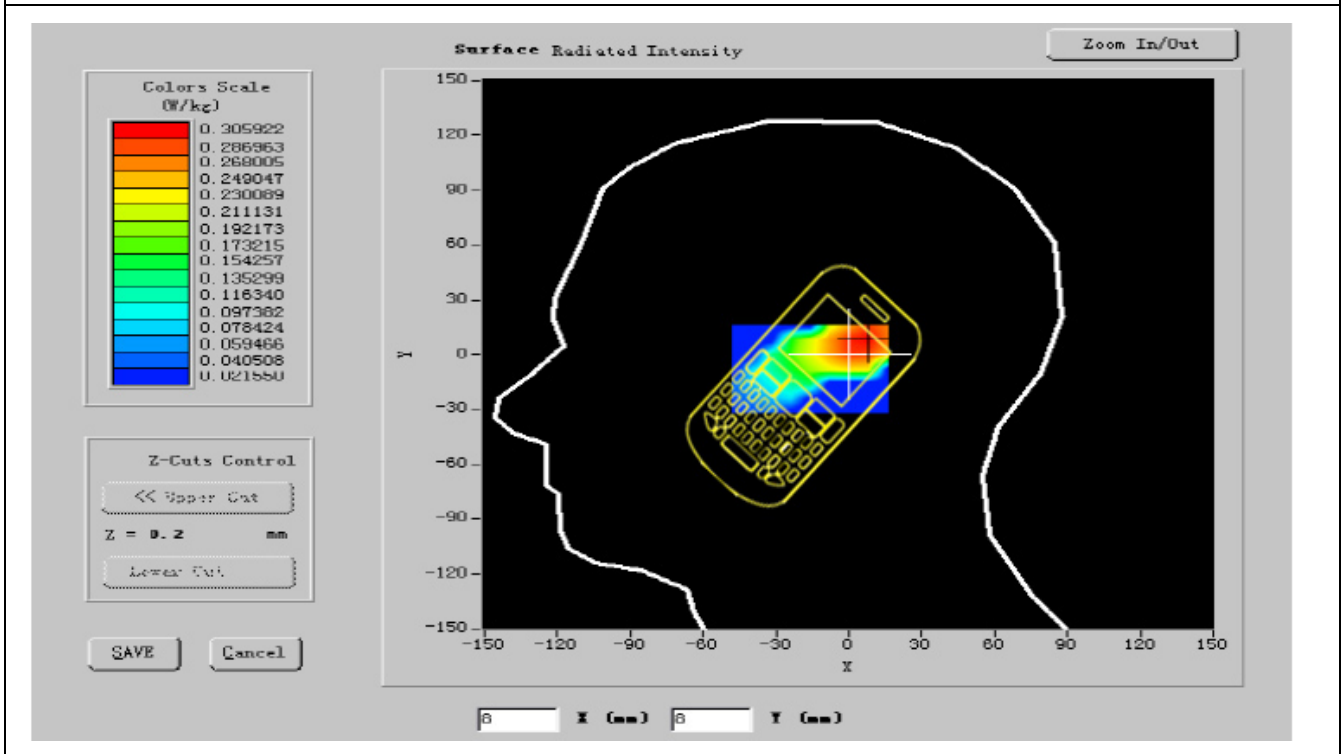 Surface Radiated Intensity
Zoom In/Out
Colors Scale
(W/kg)
0.305922
0.286963
0.268005
0.249047
0.230089
0.211131
0.192173
0.173215
0.154257
0.135299
0.116340
0.097382
0.078424
0.059466
0.040508
0.021550
Z-Cuts Control
<< Upper Cut
Z = 0.2 mm
Lower Cut
SAVE
Cancel
150
120
90
60
30
0
-30
-60
-90
-120
-150
Y
-150 -120 -90 -60 -30 0 30 60 90 120 150
X
8 X (mm) 8 Y (mm)